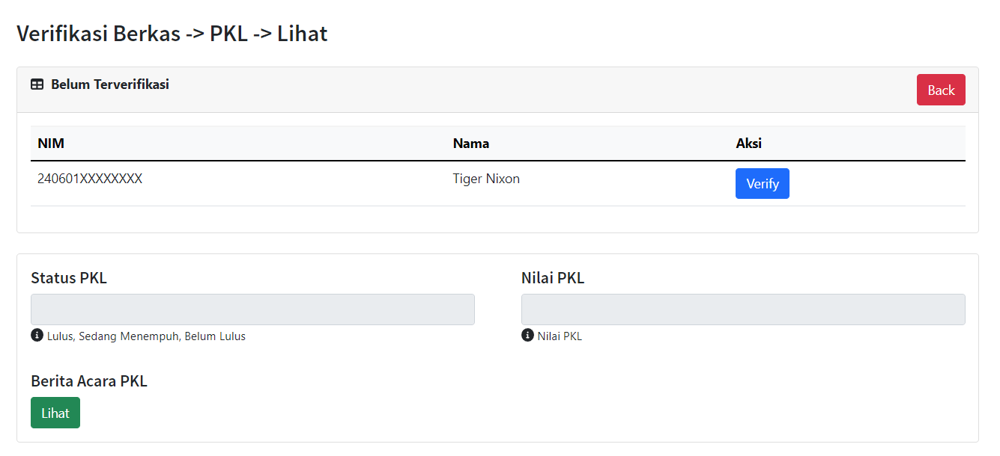 Verifikasi Berkas -> PKL -> Lihat
Belum Terverifikasi
Back
NIM Nama Aksi
240601XXXXXXXX Tiger Nixon Verify
Status PKL Nilai PKL
Lulus, Sedang Menempuh, Belum Lulus Nilai PKL
Berita Acara PKL
Lihat